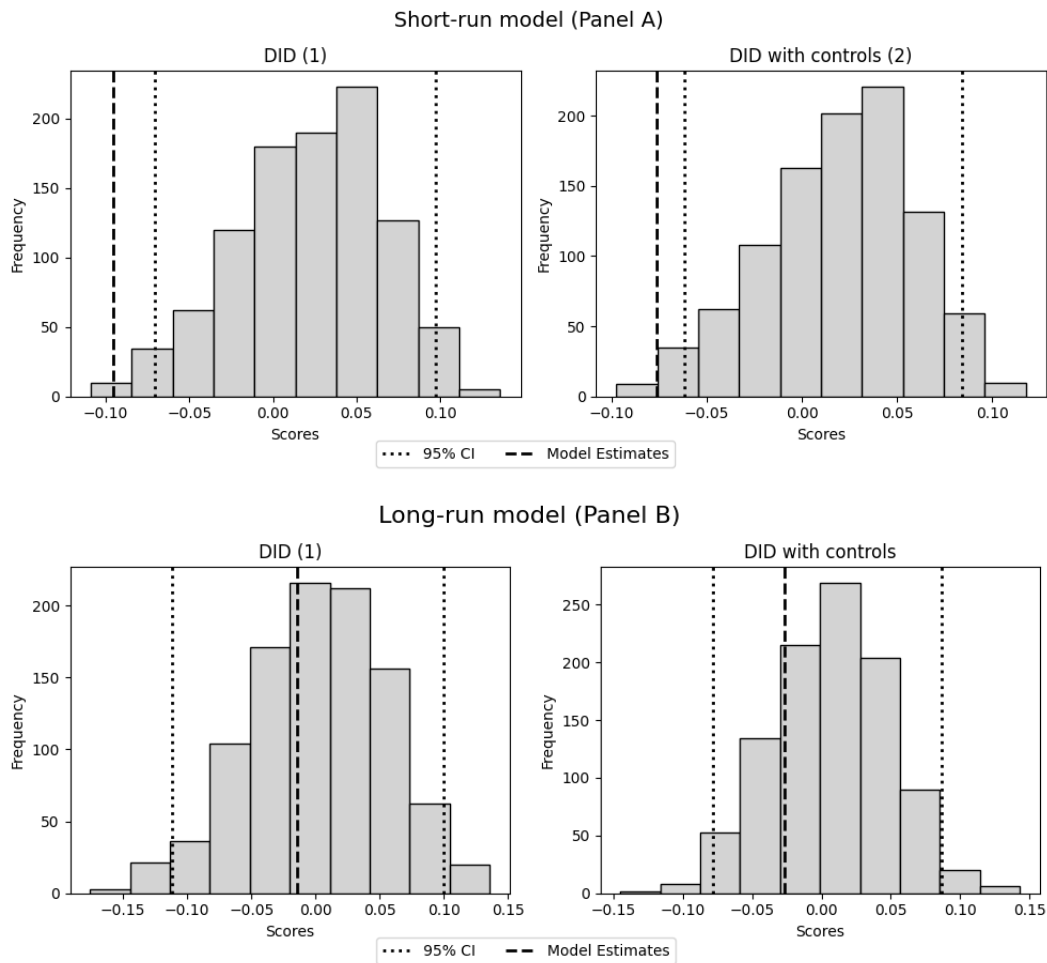 Short-run model (Panel A)
DID (1)
DID with controls (2)
Frequency
200
150
100
50
0
−0.10 −0.05 0.00 0.05 0.10
Scores
Frequency
200
150
100
50
0
−0.10 −0.05 0.00 0.05 0.10
Scores
95% CI Model Estimates
Long-run model (Panel B)
DID (1)
DID with controls
Frequency
200
150
100
50
0
−0.15 −0.10 −0.05 0.00 0.05 0.10 0.15
Scores
Frequency
250
200
150
100
50
0
−0.15 −0.10 −0.05 0.00 0.05 0.10 0.15
Scores
95% CI Model Estimates